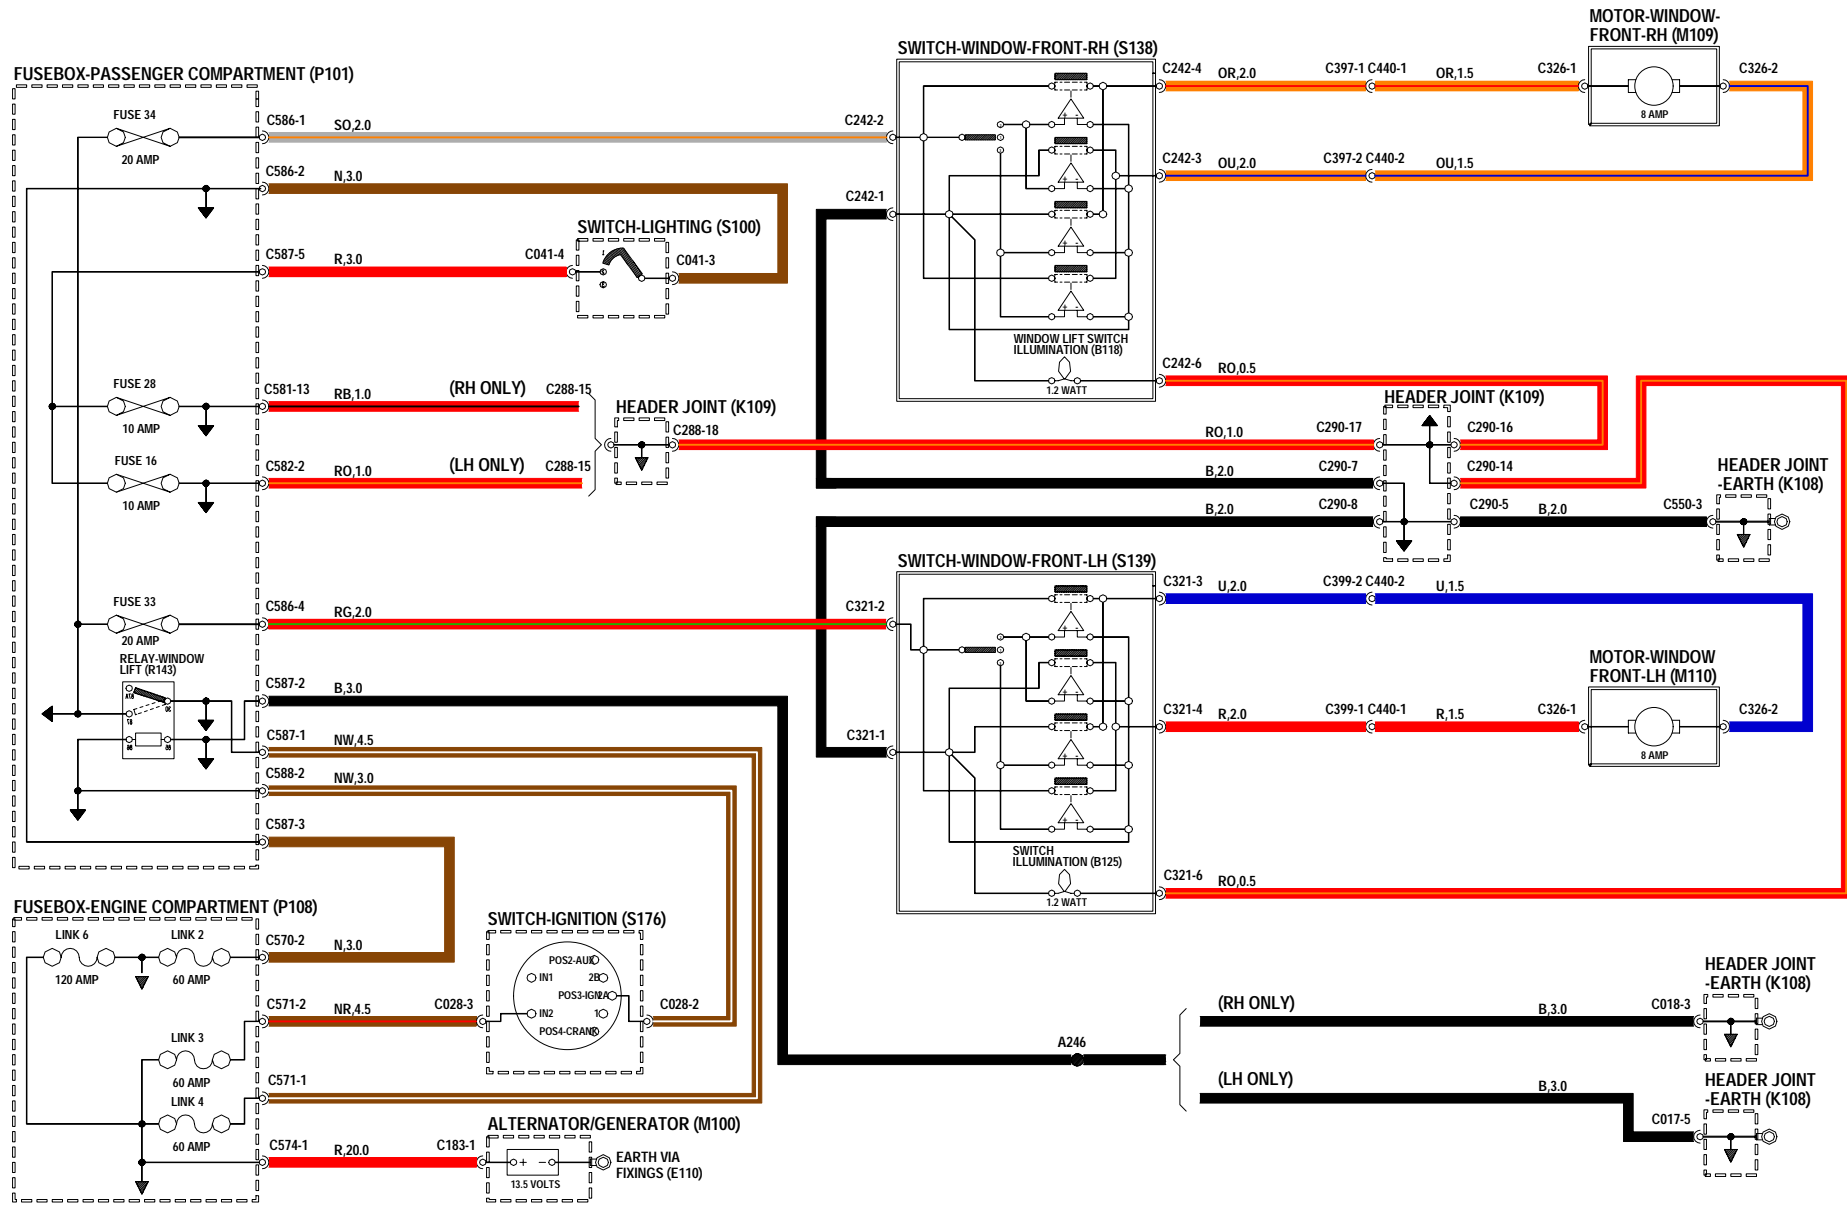 MOTOR-WINDOW-
FRONT-RH (M109)
SWITCH-WINDOW-FRONT-RH (S138)
FUSEBOX-PASSENGER COMPARTMENT (P101)
C242-4
OR,2.0
C397-1 C440-1
OR,1.5
C326-1
C326-2
8 AMP
FUSE 34
20 AMP
C586-1
SO,2.0
C242-2
C242-3
OU,2.0
C397-2 C440-2
OU,1.5
C586-2
N,3.0
C242-1
SWITCH-LIGHTING (S100)
C587-5
R,3.0
C041-4
C041-3
WINDOW LIFT SWITCH
ILLUMINATION (B118)
1.2 WATT
C242-6
RO,0.5
FUSE 28
10 AMP
C581-13
RB,1.0
(RH ONLY)
C288-15
HEADER JOINT (K109)
C288-18
HEADER JOINT (K109)
RO,1.0
C290-17
C290-16
FUSE 16
10 AMP
C582-2
RO,1.0
(LH ONLY)
C288-15
B,2.0
C290-7
C290-14
HEADER JOINT
-EARTH (K108)
B,2.0
C290-8
C290-5
B,2.0
C550-3
SWITCH-WINDOW-FRONT-LH (S139)
C321-3
U,2.0
C399-2 C440-2
U,1.5
FUSE 33
20 AMP
C586-4
RG,2.0
C321-2
RELAY-WINDOW
LIFT (R143)
C587-2
B,3.0
MOTOR-WINDOW
FRONT-LH (M110)
C321-4
R,2.0
C399-1 C440-1
R,1.5
C326-1
C326-2
8 AMP
C587-1
NW,4.5
C321-1
C588-2
NW,3.0
C587-3
SWITCH
ILLUMINATION (B125)
1.2 WATT
C321-6
RO,0.5
FUSEBOX-ENGINE COMPARTMENT (P108)
LINK 6
120 AMP
LINK 2
60 AMP
C570-2
N,3.0
SWITCH-IGNITION (S176)
POS2-AUX
IN1
2B
POS3-IGN
2A
IN2
1
POS4-CRANK
C571-2
NR,4.5
C028-3
C028-2
LINK 3
60 AMP
C571-1
LINK 4
60 AMP
C574-1
R,20.0
C183-1
ALTERNATOR/GENERATOR (M100)
13.5 VOLTS
EARTH VIA
FIXINGS (E110)
A246
(RH ONLY)
B,3.0
C018-3
HEADER JOINT
-EARTH (K108)
(LH ONLY)
B,3.0
C017-5
HEADER JOINT
-EARTH (K108)